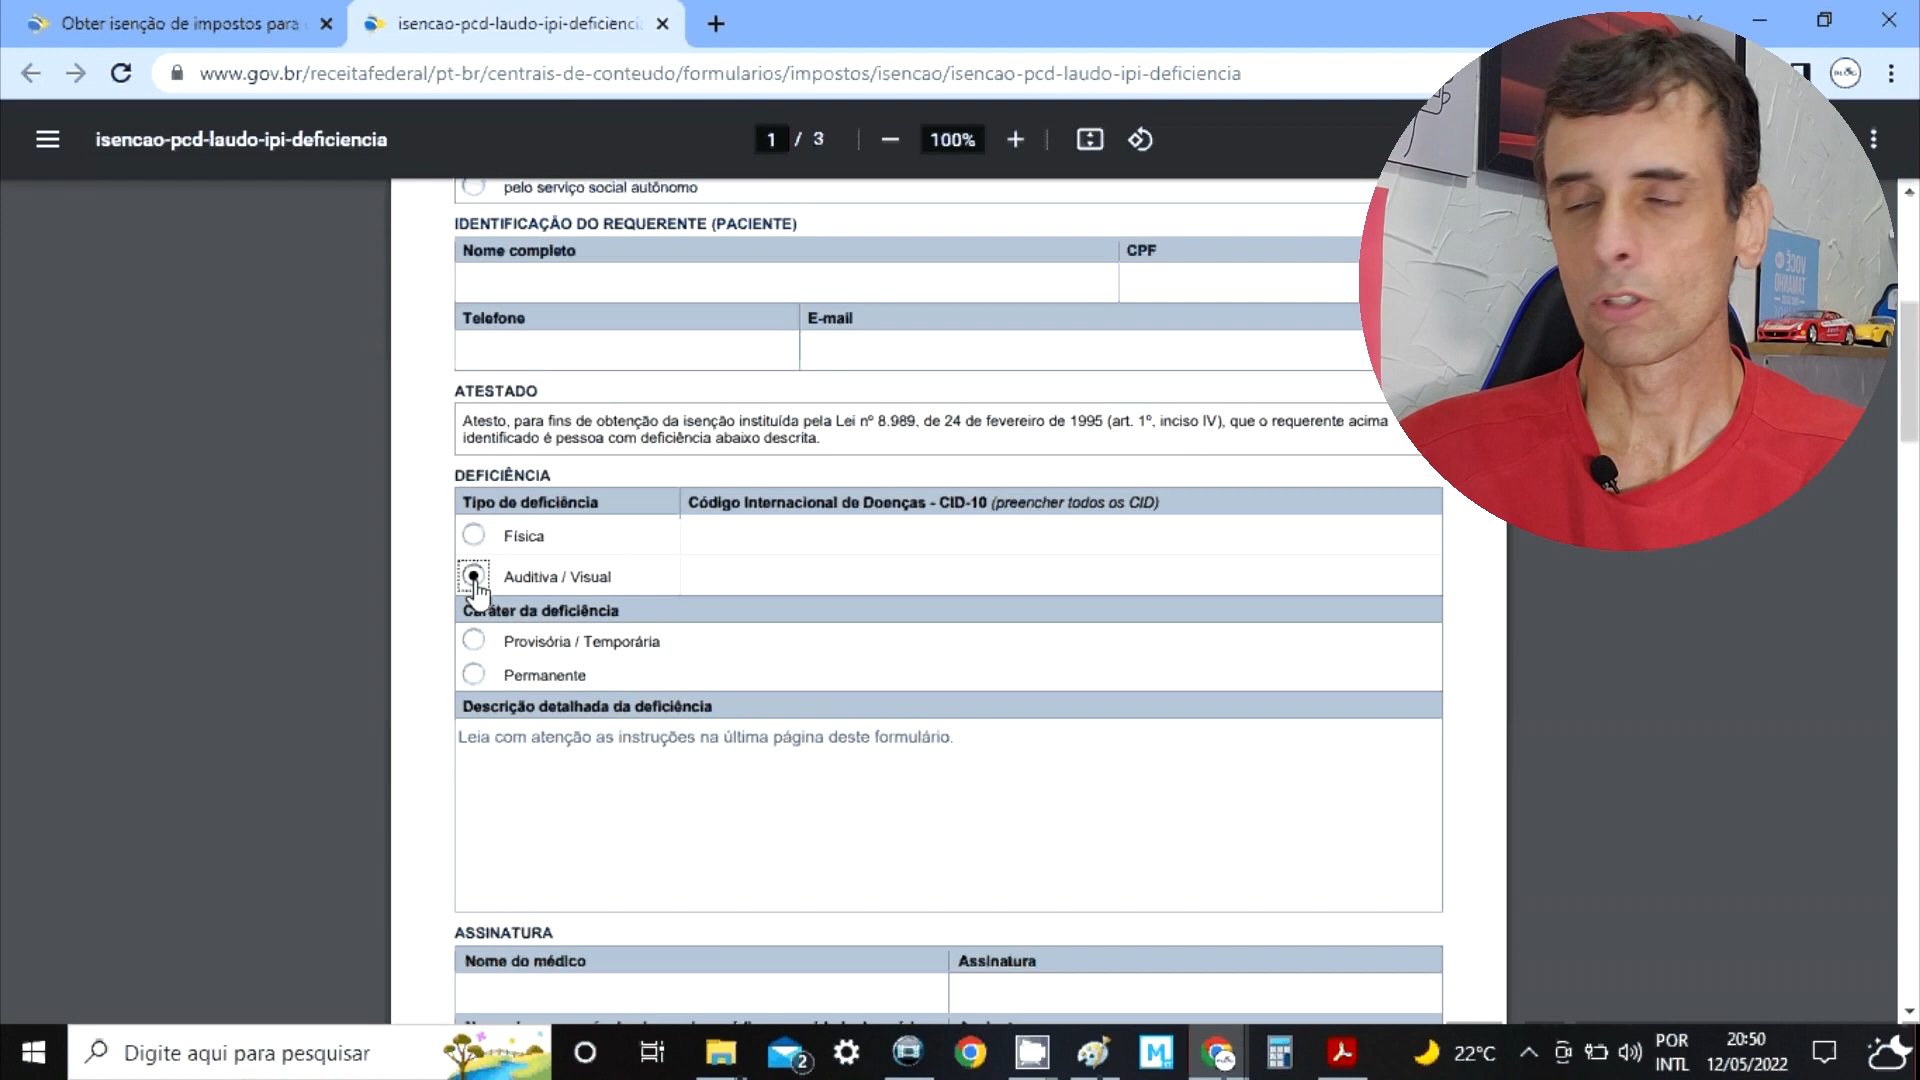 Obter isenção de impostos para
isencao-pcd-laudo-ipi-deficienci
www.gov.br/receitafederal/pt-br/centrais-de-conteudo/formularios/impostos/isencao/isencao-pcd-laudo-ipi-deficiencia
isencao-pcd-laudo-ipi-deficiencia
1 / 3
100%
pelo serviço social autônomo
IDENTIFICAÇÃO DO REQUERENTE (PACIENTE)
Nome completo
CPF
Telefone
E-mail
ATESTADO
Atesto, para fins de obtenção da isenção instituída pela Lei nº 8.989, de 24 de fevereiro de 1995 (art. 1º, inciso IV), que o requerente acima
identificado é pessoa com deficiência abaixo descrita.
DEFICIÊNCIA
Tipo de deficiência
Código Internacional de Doenças - CID-10 (preencher todos os CID)
Física
Auditiva / Visual
Caráter da deficiência
Provisória / Temporária
Permanente
Descrição detalhada da deficiência
Leia com atenção as instruções na última página deste formulário.
ASSINATURA
Nome do médico
Assinatura
Digite aqui para pesquisar
2
22°C
POR
INTL
20:50
12/05/2022